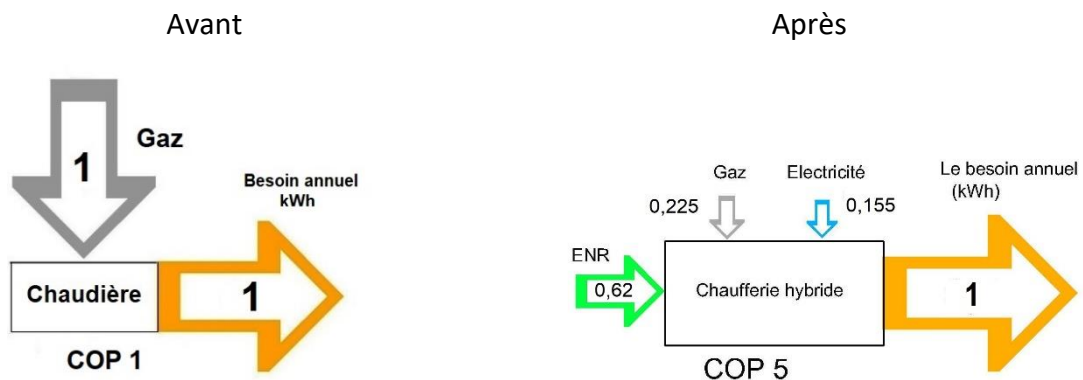 Avant
Gaz
1
Besoin annuel
kWh
Chaudière
1
COP 1
Après
Gaz
Electricité
Le besoin annuel
(kWh)
0,225
0,155
ENR
0,62
Chaufferie hybride
1
COP 5